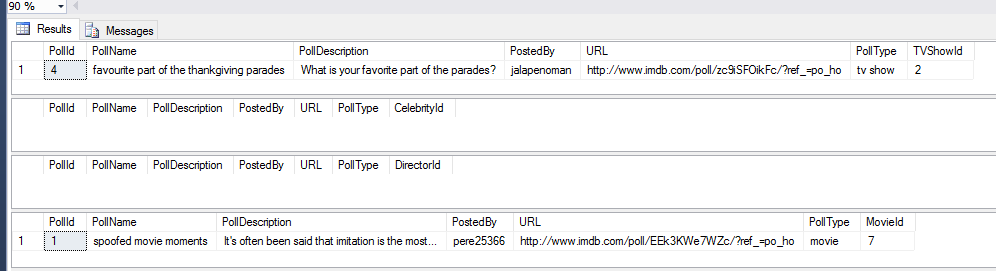 90 %
Results Messages
PollId PollName PollDescription PostedBy URL PollType TVShowId
1 4 favourite part of the thankgiving parades What is your favorite part of the parades? jalapenoman http://www.imdb.com/poll/zc9iSFOikFc/?ref_=po_ho tv show 2
PollId PollName PollDescription PostedBy URL PollType CelebrityId
PollId PollName PollDescription PostedBy URL PollType DirectorId
PollId PollName PollDescription PostedBy URL PollType MovieId
1 1 spoofed movie moments It's often been said that imitation is the most... pere25366 http://www.imdb.com/poll/EEk3KWe7WZc/?ref_=po_ho movie 7